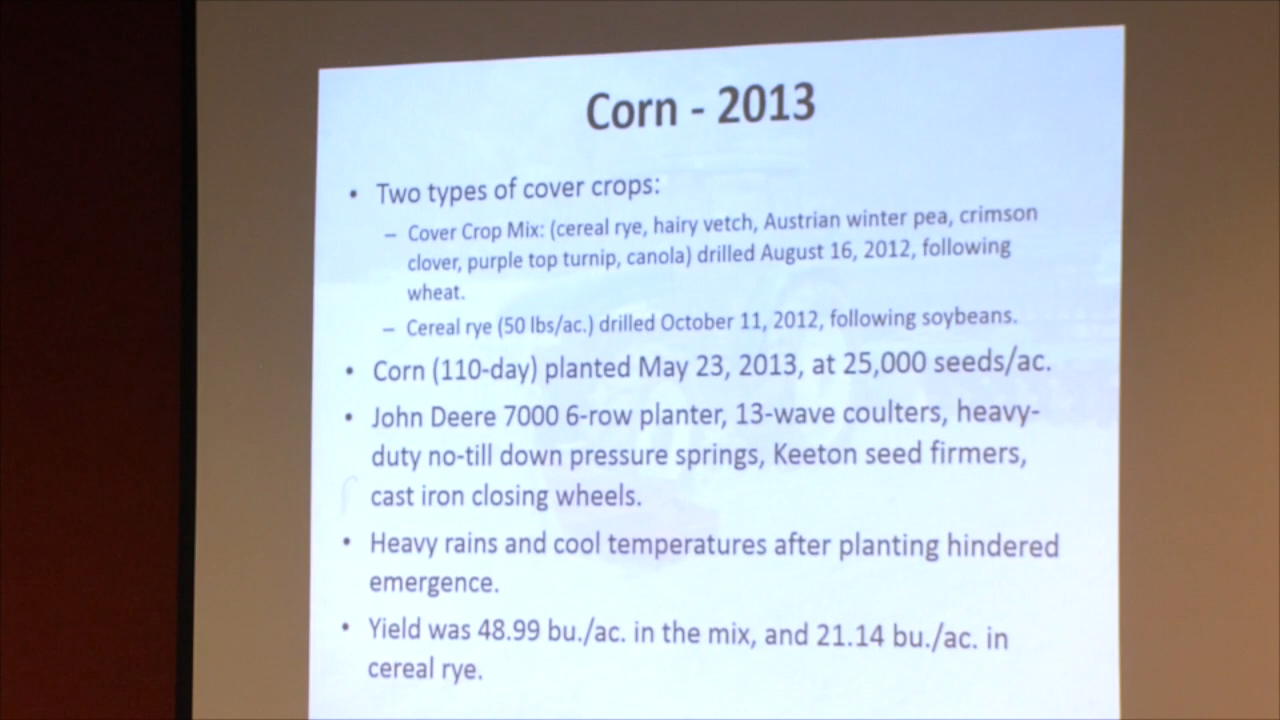 Corn - 2013
• Two types of cover crops:
– Cover Crop Mix: (cereal rye, hairy vetch, Austrian winter pea, crimson
clover, purple top turnip, canola) drilled August 16, 2012, following
wheat.
– Cereal rye (50 lbs/ac.) drilled October 11, 2012, following soybeans.
• Corn (110-day) planted May 23, 2013, at 25,000 seeds/ac.
• John Deere 7000 6-row planter, 13-wave coulters, heavy-
duty no-till down pressure springs, Keeton seed firmers,
cast iron closing wheels.
• Heavy rains and cool temperatures after planting hindered
emergence.
• Yield was 48.99 bu./ac. in the mix, and 21.14 bu./ac. in
cereal rye.